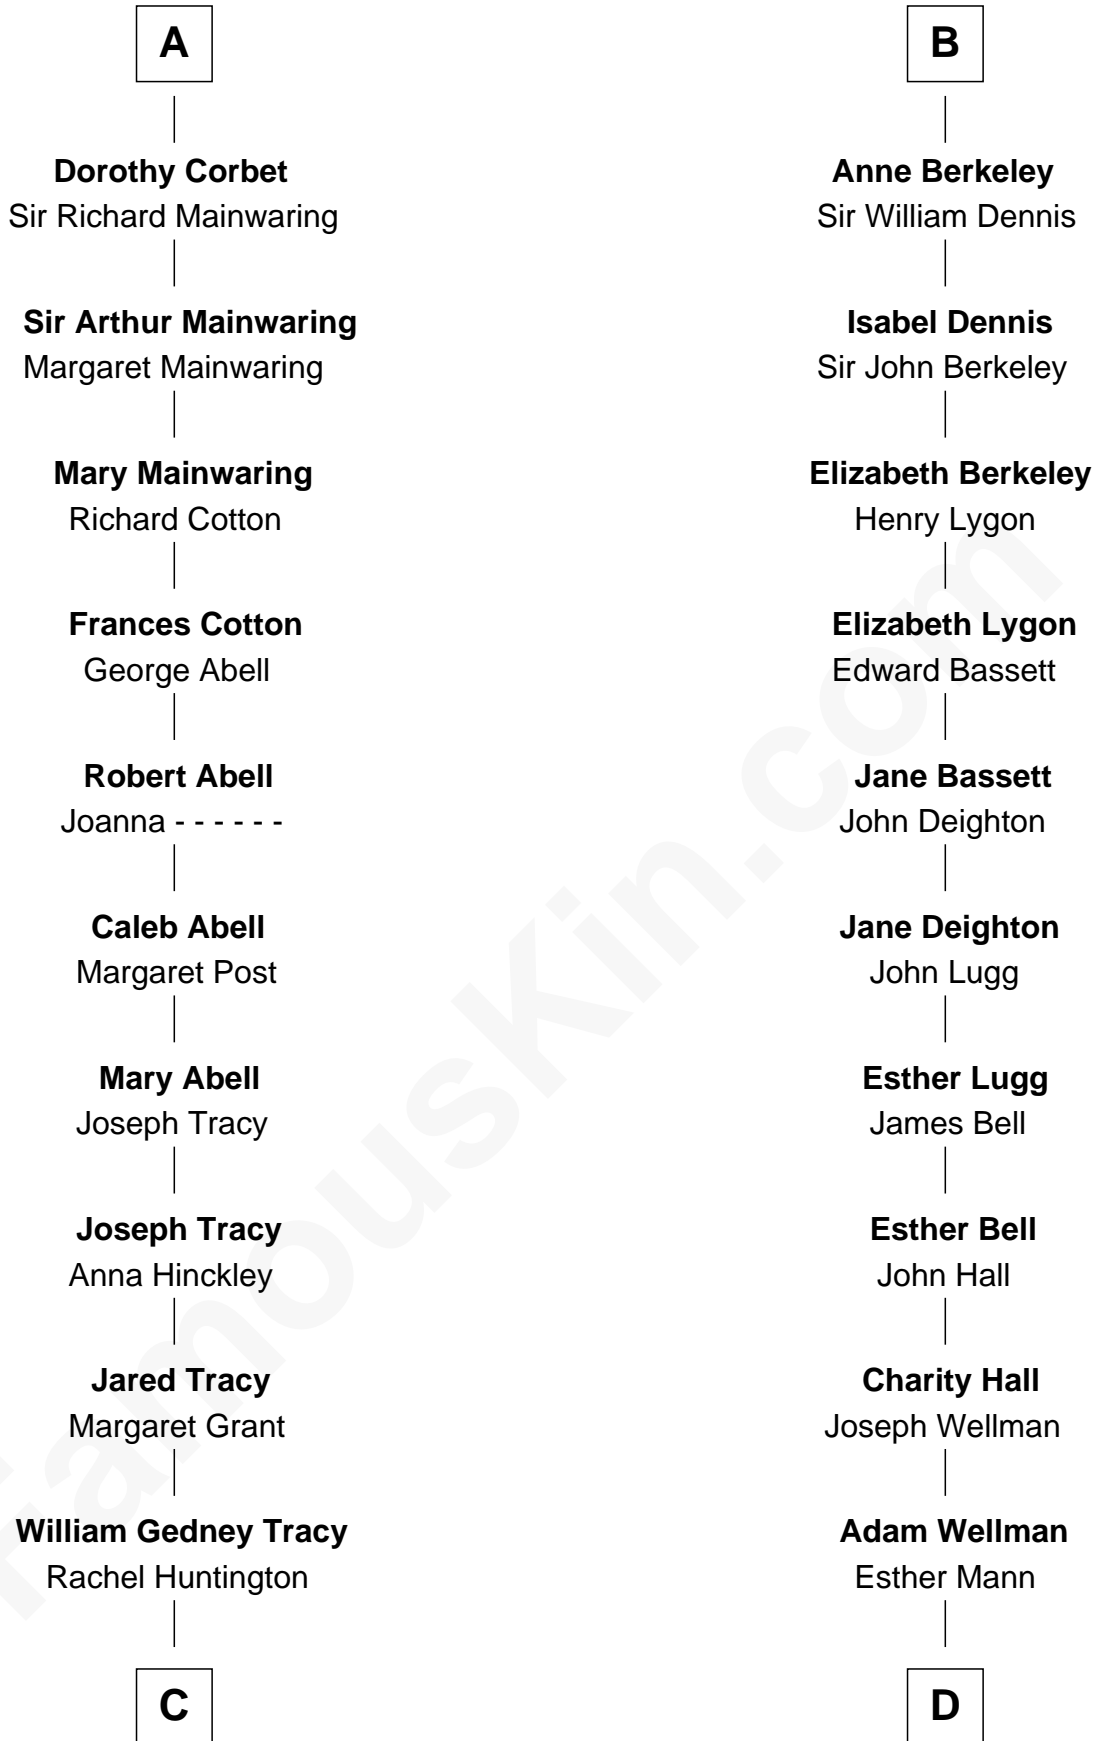 A
Dorothy Corbet
Sir Richard Mainwaring
Sir Arthur Mainwaring
Margaret Mainwaring
Mary Mainwaring
Richard Cotton
Frances Cotton
George Abell
Robert Abell
Joanna - - - - - -
Caleb Abell
Margaret Post
Mary Abell
Joseph Tracy
Joseph Tracy
Anna Hinckley
Jared Tracy
Margaret Grant
William Gedney Tracy
Rachel Huntington
C
B
Anne Berkeley
Sir William Dennis
Isabel Dennis
Sir John Berkeley
Elizabeth Berkeley
Henry Lygon
Elizabeth Lygon
Edward Bassett
Jane Bassett
John Deighton
Jane Deighton
John Lugg
Esther Lugg
James Bell
Esther Bell
John Hall
Charity Hall
Joseph Wellman
Adam Wellman
Esther Mann
D
FamousKin.com